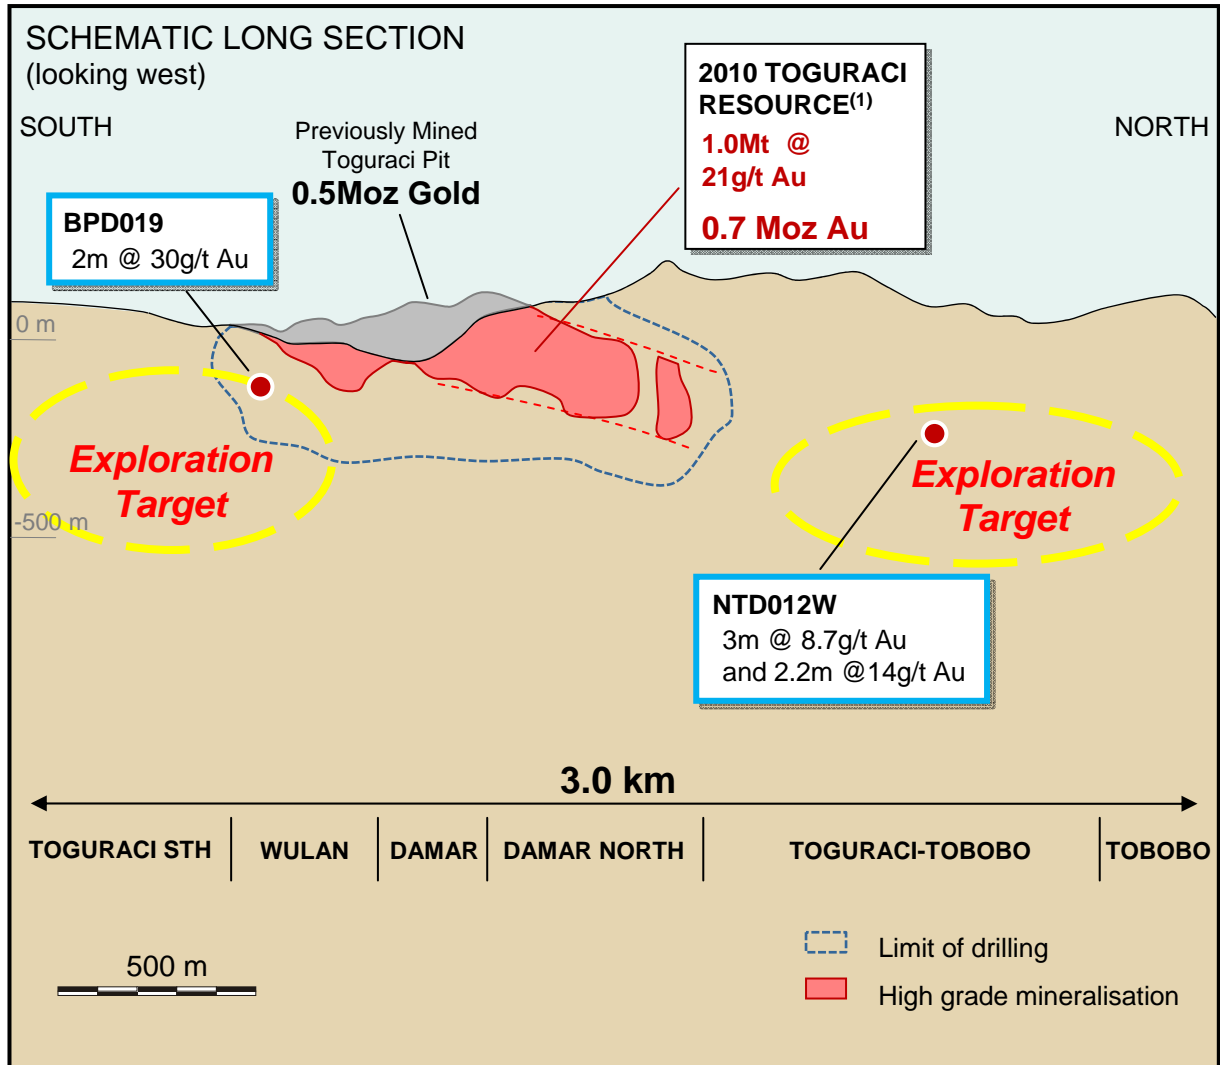 SCHEMATIC LONG SECTION
(looking west)
SOUTH
NORTH
Previously Mined
Toguraci Pit
0.5Moz Gold
2010 TOGURACI
RESOURCE(1)
1.0Mt @
21g/t Au
0.7 Moz Au
BPD019
2m @ 30g/t Au
0 m
Exploration
Target
-500 m
Exploration
Target
NTD012W
3m @ 8.7g/t Au
and 2.2m @14g/t Au
3.0 km
TOGURACI STH
WULAN
DAMAR
DAMAR NORTH
TOGURACI-TOBOBO
TOBOBO
500 m
Limit of drilling
High grade mineralisation